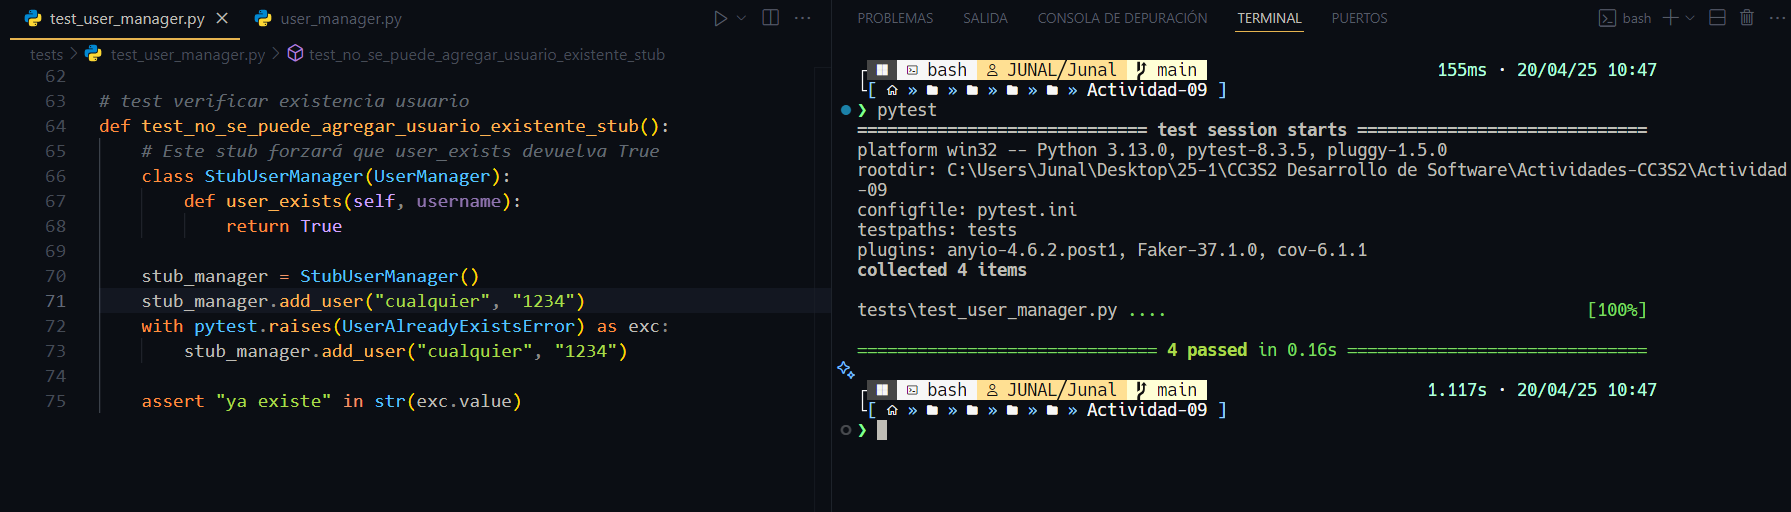 test_user_manager.py
user_manager.py
tests > test_user_manager.py > test_no_se_puede_agregar_usuario_existente_stub
62
63 # test verificar existencia usuario
64 def test_no_se_puede_agregar_usuario_existente_stub():
65 # Este stub forzará que user_exists devuelva True
66 class StubUserManager(UserManager):
67 def user_exists(self, username):
68 return True
69
70 stub_manager = StubUserManager()
71 stub_manager.add_user("cualquier", "1234")
72 with pytest.raises(UserAlreadyExistsError) as exc:
73 stub_manager.add_user("cualquier", "1234")
74
75 assert "ya existe" in str(exc.value)
PROBLEMAS SALIDA CONSOLA DE DEPURACIÓN TERMINAL PUERTOS
bash
bash JUNAL/Junal main 155ms · 20/04/25 10:47
[ » » » » » Actividad-09 ]
❯ pytest
============================= test session starts =============================
platform win32 -- Python 3.13.0, pytest-8.3.5, pluggy-1.5.0
rootdir: C:\Users\Junal\Desktop\25-1\CC3S2 Desarrollo de Software\Actividades-CC3S2\Actividad
-09
configfile: pytest.ini
testpaths: tests
plugins: anyio-4.6.2.post1, Faker-37.1.0, cov-6.1.1
collected 4 items
tests\test_user_manager.py .... [100%]
============================== 4 passed in 0.16s ==============================
bash JUNAL/Junal main 1.117s · 20/04/25 10:47
[ » » » » » Actividad-09 ]
❯